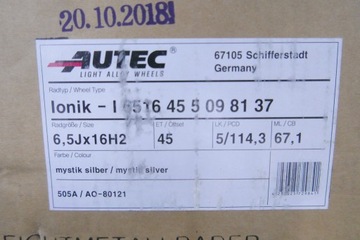 20.10.2018
AUTEC
LIGHT ALLOY WHEELS
67105 Schifferstadt
Germany
Radtyp / Wheel Type
Ionik - I 6516 45 5 09 81 37
Radgröße / Size
ET / Offset
LK / PCD
ML / CB
6,5Jx16H2
45
5/114,3
67,1
Farbe / Colour
mystik silber / mystic silver
505A / AO-80121